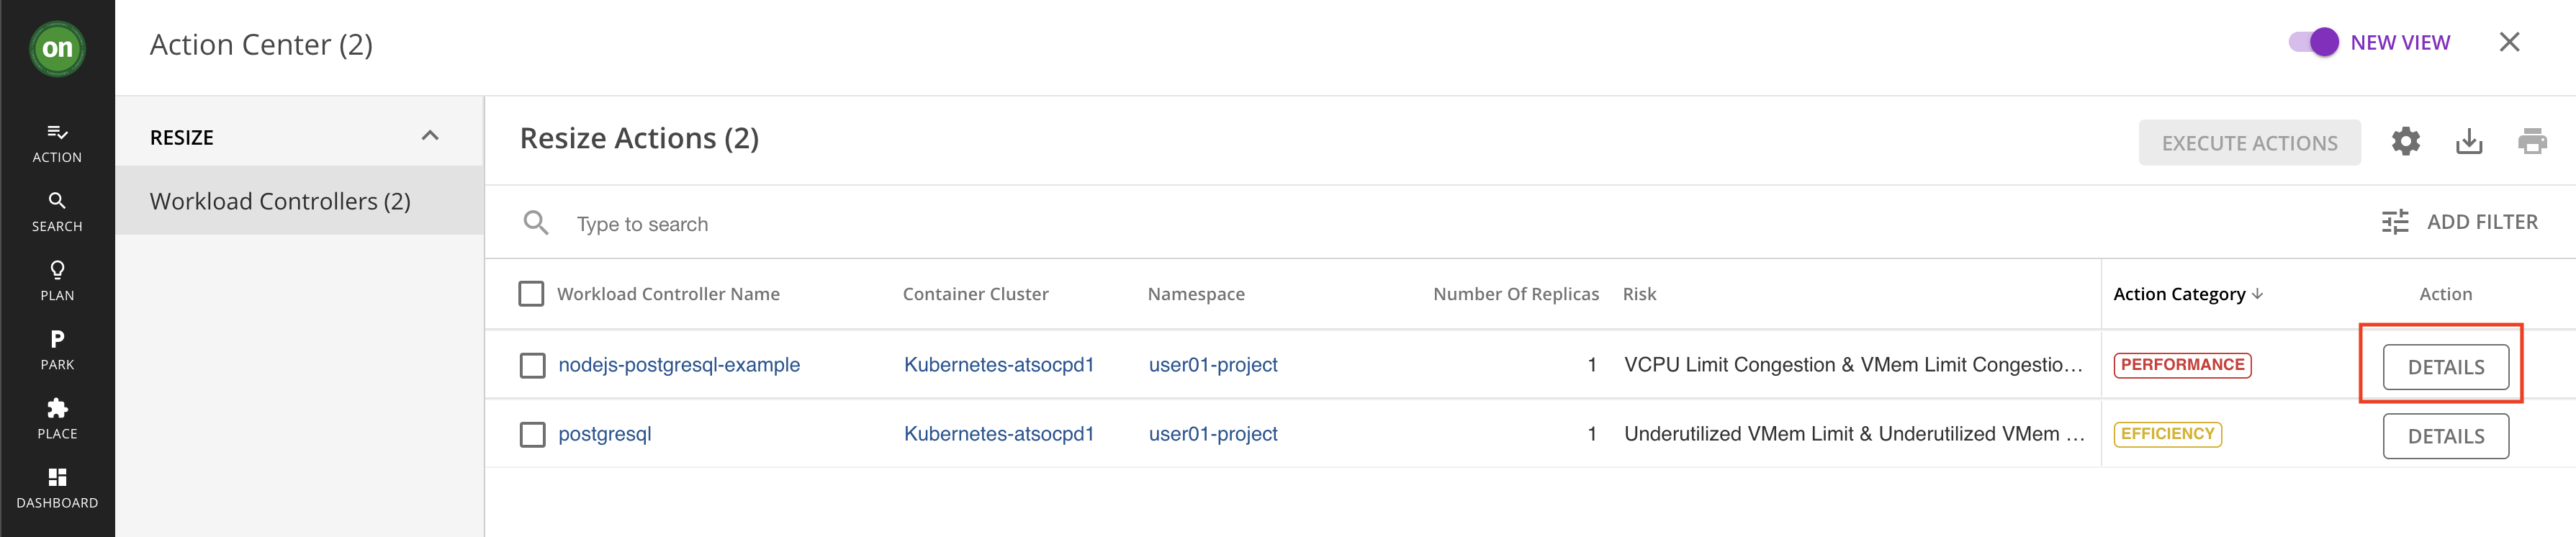 on
Action Center (2)
NEW VIEW
ACTION
SEARCH
PLAN
P
PARK
PLACE
DASHBOARD
RESIZE
Workload Controllers (2)
Resize Actions (2)
EXECUTE ACTIONS
Type to search
ADD FILTER
Workload Controller Name Container Cluster Namespace Number Of Replicas Risk Action Category Action
nodejs-postgresql-example Kubernetes-atsocpd1 user01-project 1 VCPU Limit Congestion & VMem Limit Congestio... PERFORMANCE DETAILS
postgresql Kubernetes-atsocpd1 user01-project 1 Underutilized VMem Limit & Underutilized VMem ... EFFICIENCY DETAILS